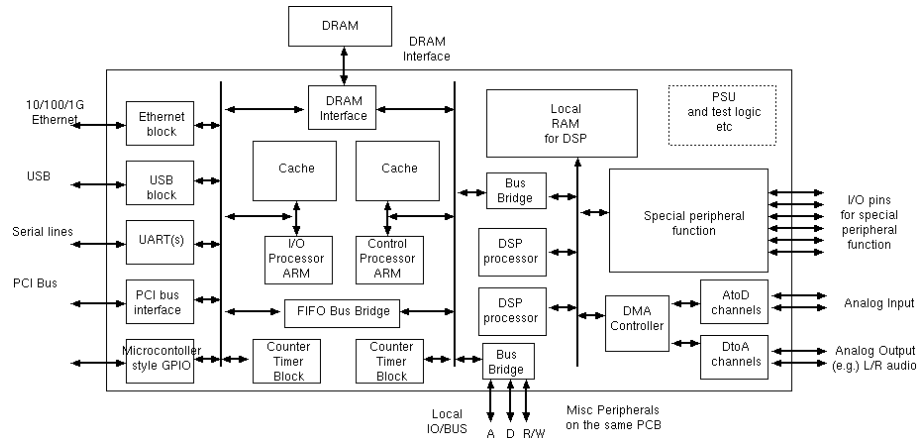 DRAM
DRAM
Interface
10/100/1G
Ethernet
Ethernet
block
DRAM
Interface
Local
RAM
for DSP
PSU
and test logic
etc
Cache
Cache
USB
USB
block
Bus
Bridge
Special peripheral
function
I/O pins
for special
peripheral
function
Serial lines
UART(s)
I/O
Processor
ARM
Control
Processor
ARM
DSP
processor
PCI Bus
PCI bus
interface
FIFO Bus Bridge
DSP
processor
DMA
Controller
AtoD
channels
Analog Input
Microcontoller
style GPIO
Counter
Timer
Block
Counter
Timer
Block
Bus
Bridge
DtoA
channels
Analog Output
(e.g.) L/R audio
Local
IO/BUS
A D R/W
Misc Peripherals
on the same PCB